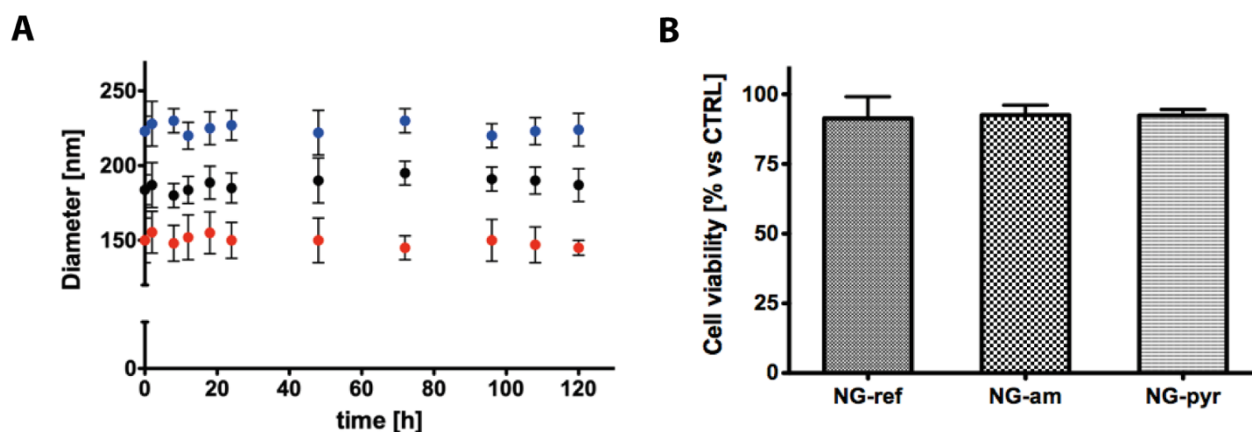 A
Diameter [nm]
250
200
150
0
0 20 40 60 80 100 120
time [h]
B
Cell viability [% vs CTRL]
100
75
50
25
0
NG-ref NG-am NG-pyr